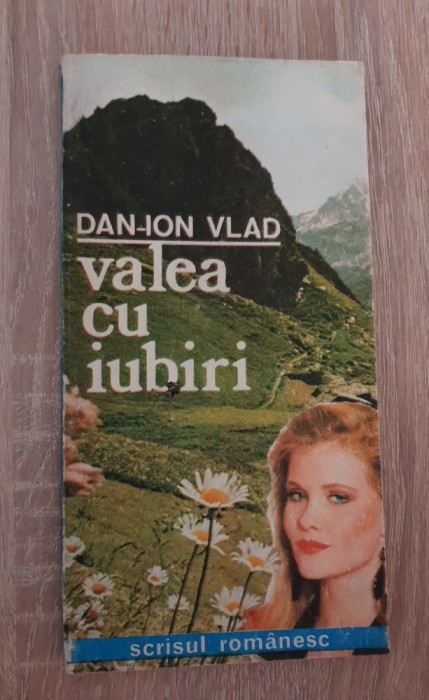 DAN-ION VLAD
valea
cu
iubiri
scrisul românesc